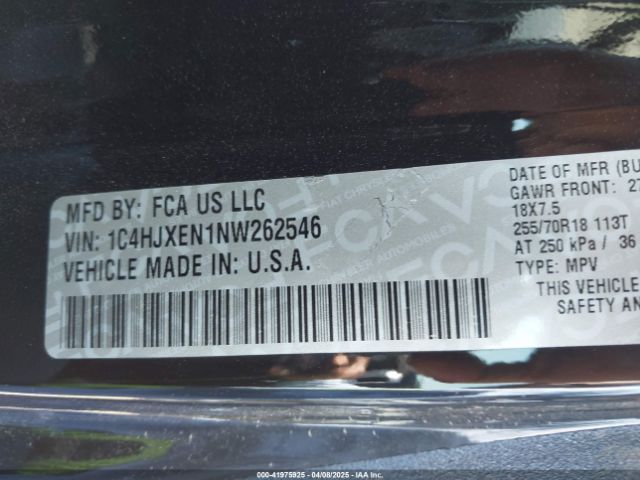 MFD BY: FCA US LLC
VIN: 1C4HJXEN1NW262546
VEHICLE MADE IN: U.S.A.
DATE OF MFR (BU
GAWR FRONT: 27
18X7.5
255/70R18 113T
AT 250 kPa / 36
TYPE: MPV
THIS VEHICLE
SAFETY AN
000-41975925 04/08/2025 IAA Inc.